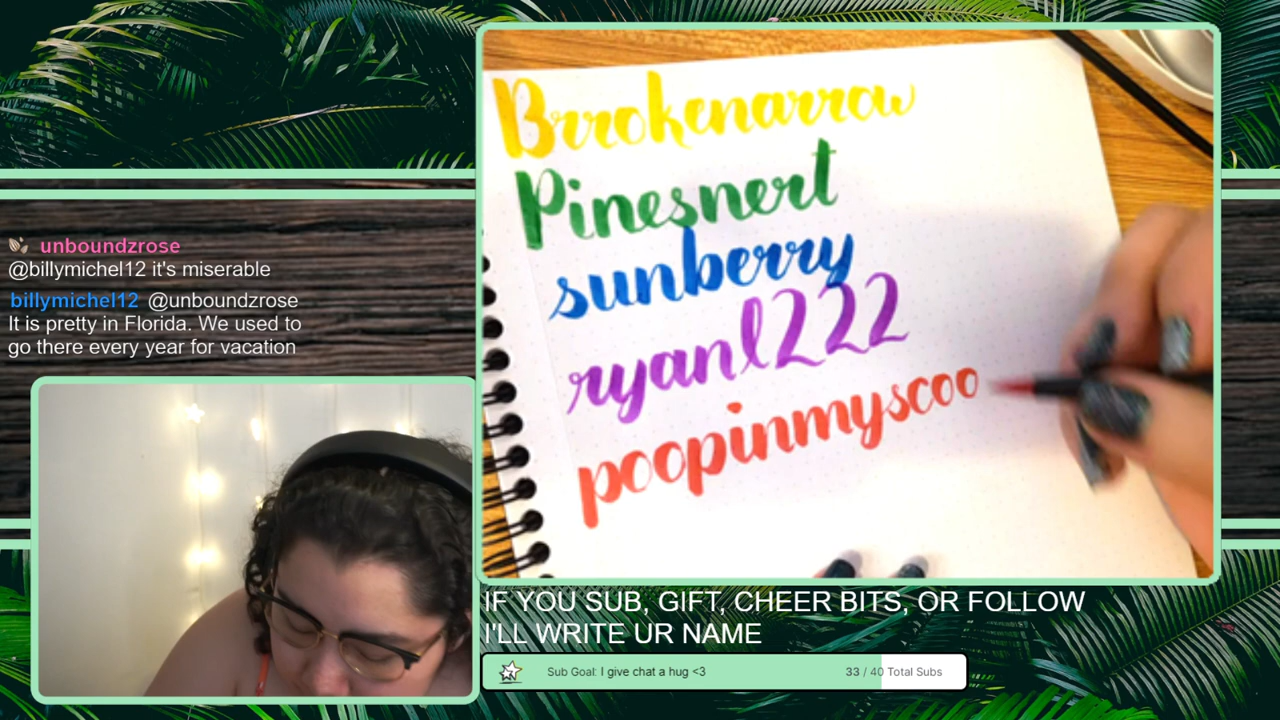 unboundzrose
@billymichel12 it's miserable
billymichel12 @unboundzrose
It is pretty in Florida. We used to
go there every year for vacation
Brrokenarrow
Pinesnert
sunberry
ryanl222
poopinmyscoo
IF YOU SUB, GIFT, CHEER BITS, OR FOLLOW
I'LL WRITE UR NAME
Sub Goal: I give chat a hug <3 33 / 40 Total Subs